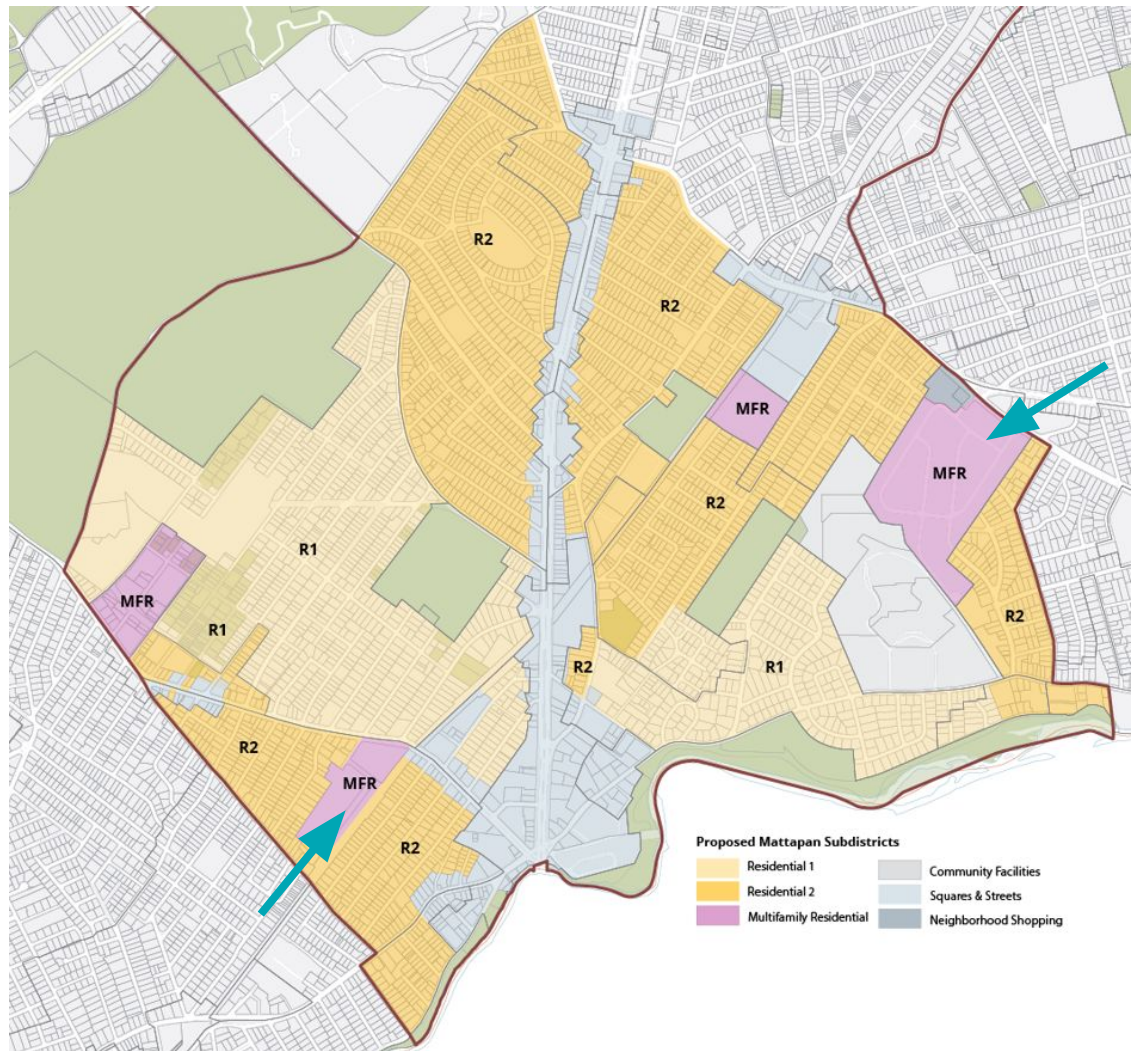 R2
R2
MFR
MFR
R2
R1
MFR
R1
R2
R2
R1
R2
MFR
R2
Proposed Mattapan Subdistricts
Residential 1
Residential 2
Multifamily Residential
Community Facilities
Squares & Streets
Neighborhood Shopping